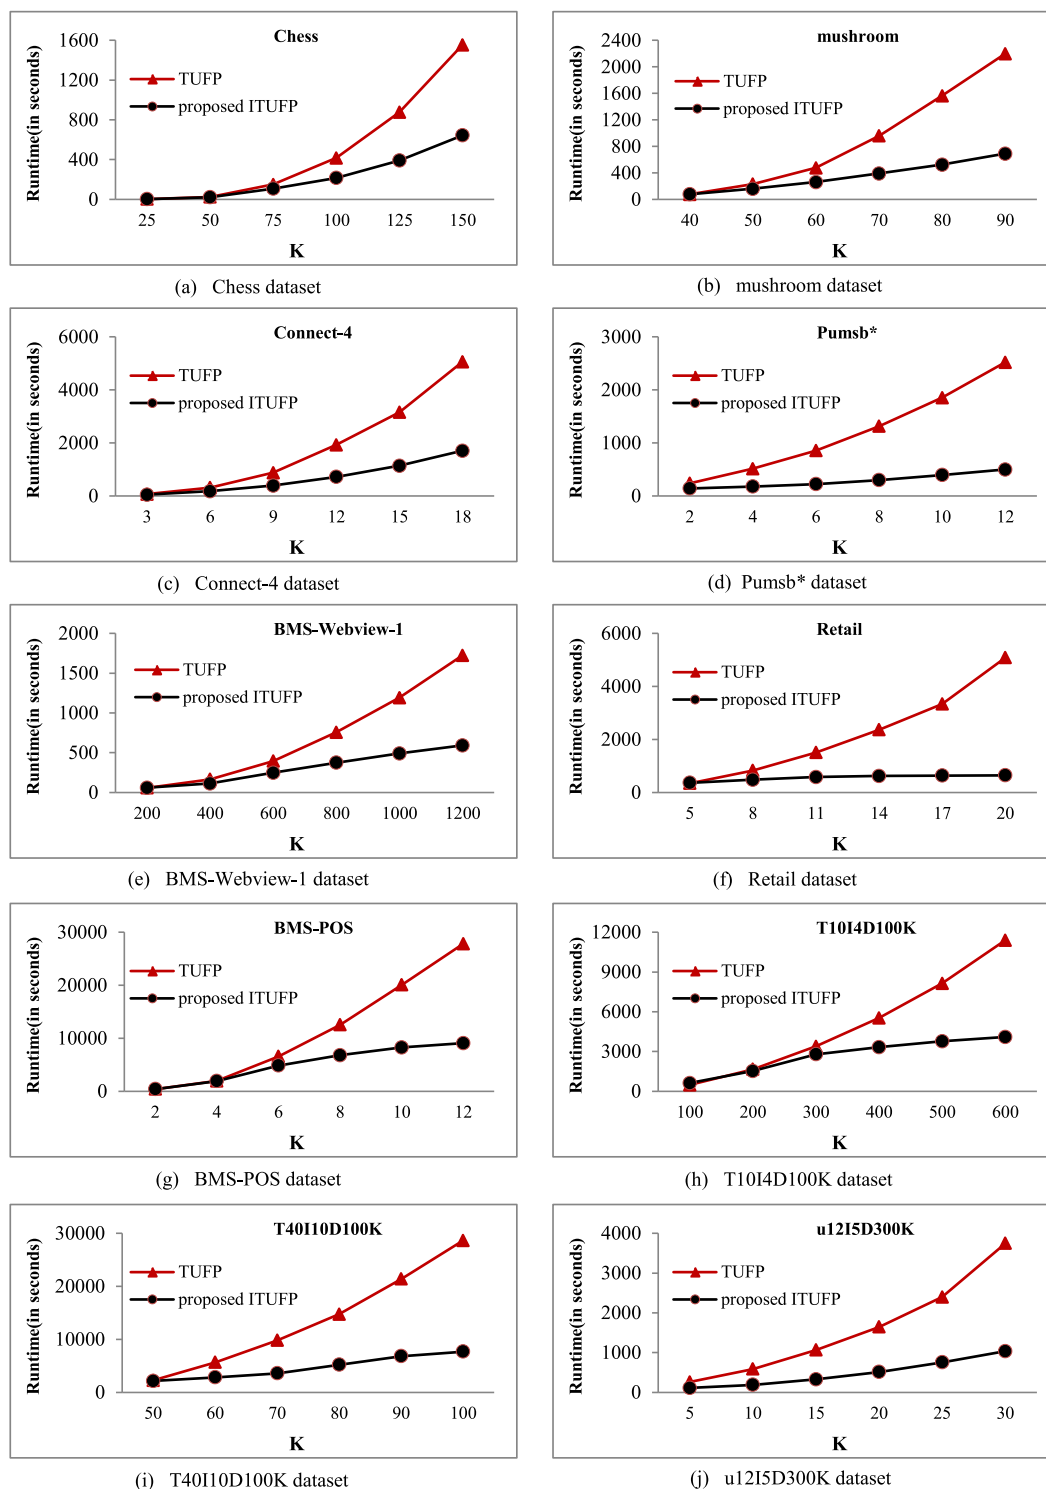 Chess
Runtime(in seconds)
1600
1200
800
400
0
TUFP
proposed ITUFP
25 50 75 100 125 150
K
(a) Chess dataset
mushroom
Runtime(in seconds)
2400
2000
1600
1200
800
400
0
TUFP
proposed ITUFP
40 50 60 70 80 90
K
(b) mushroom dataset
Connect-4
Runtime(in seconds)
6000
4000
2000
0
TUFP
proposed ITUFP
3 6 9 12 15 18
K
(c) Connect-4 dataset
Pumsb*
Runtime(in seconds)
3000
2000
1000
0
TUFP
proposed ITUFP
2 4 6 8 10 12
K
(d) Pumsb* dataset
BMS-Webview-1
Runtime(in seconds)
2000
1500
1000
500
0
TUFP
proposed ITUFP
200 400 600 800 1000 1200
K
(e) BMS-Webview-1 dataset
Retail
Runtime(in seconds)
6000
4000
2000
0
TUFP
proposed ITUFP
5 8 11 14 17 20
K
(f) Retail dataset
BMS-POS
Runtime(in seconds)
30000
20000
10000
0
TUFP
proposed ITUFP
2 4 6 8 10 12
K
(g) BMS-POS dataset
T10I4D100K
Runtime(in seconds)
12000
9000
6000
3000
0
TUFP
proposed ITUFP
100 200 300 400 500 600
K
(h) T10I4D100K dataset
T40I10D100K
Runtime(in seconds)
30000
20000
10000
0
TUFP
proposed ITUFP
50 60 70 80 90 100
K
(i) T40I10D100K dataset
u12I5D300K
Runtime(in seconds)
4000
3000
2000
1000
0
TUFP
proposed ITUFP
5 10 15 20 25 30
K
(j) u12I5D300K dataset